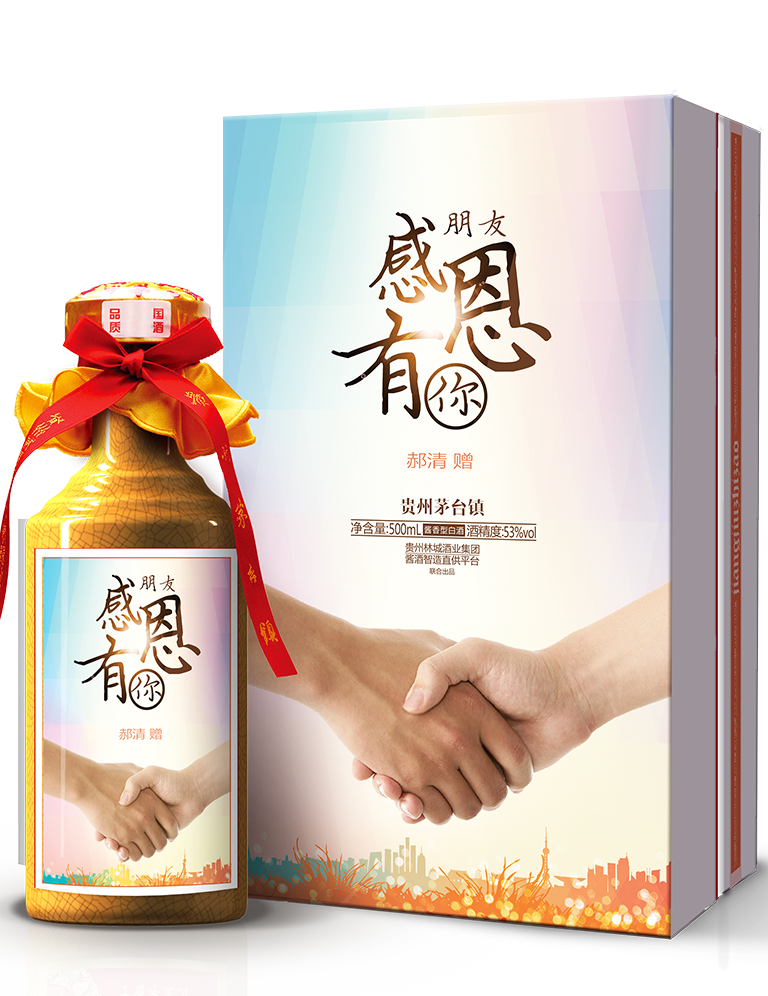 朋友
感恩
有你
郝清 赠
贵州茅台镇
净含量:500mL 酱香型白酒 酒精度:53%vol
贵州林城酒业集团
酱酒智造直供平台
联合出品
品质 国酒
朋友
感恩
有你
郝清 赠